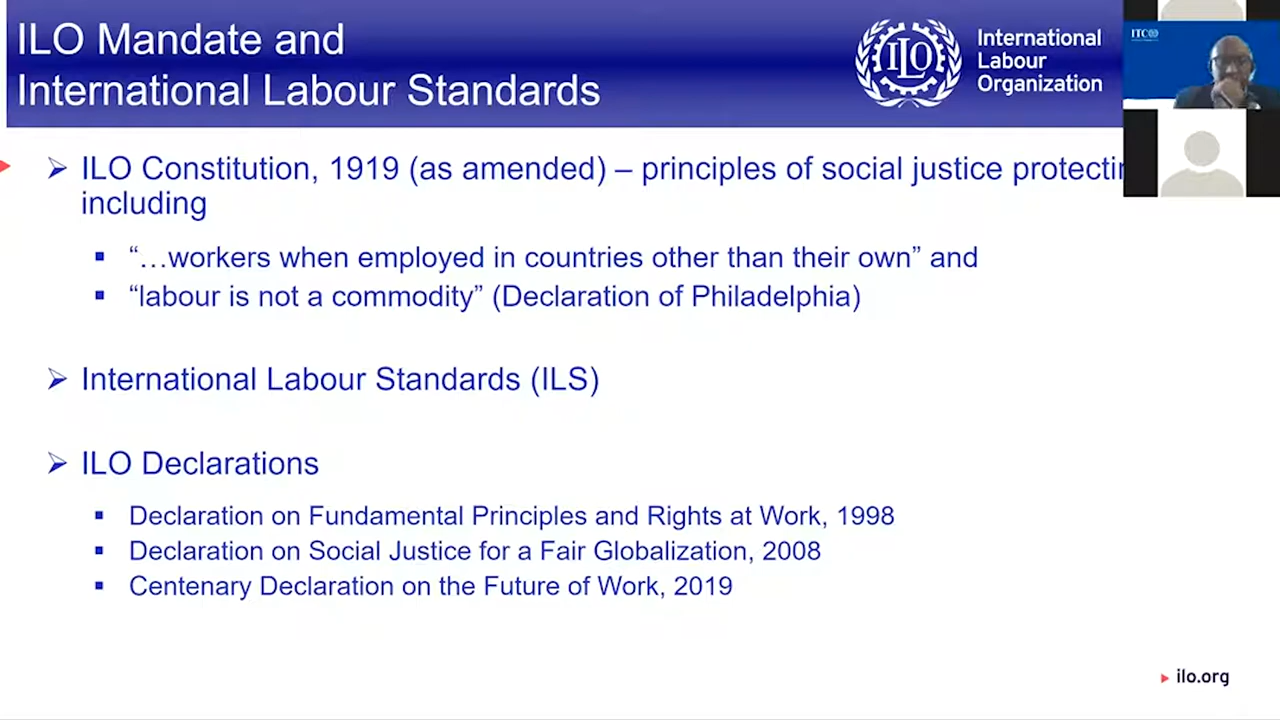 ILO Mandate and
International Labour Standards
ILO
International
Labour
Organization
ITC
ILO Constitution, 1919 (as amended) – principles of social justice
including
“…workers when employed in countries other than their own” and
“labour is not a commodity” (Declaration of Philadelphia)
International Labour Standards (ILS)
ILO Declarations
Declaration on Fundamental Principles and Rights at Work, 1998
Declaration on Social Justice for a Fair Globalization, 2008
Centenary Declaration on the Future of Work, 2019
ilo.org